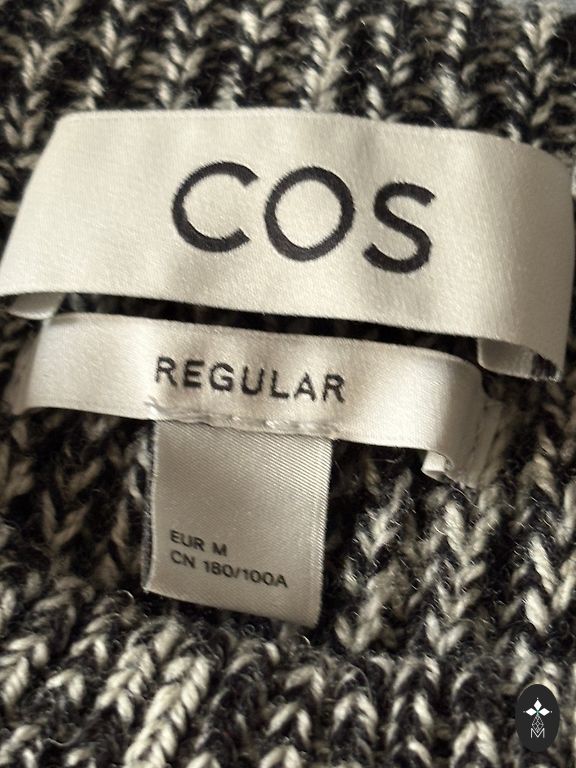 COS
REGULAR
EUR M
CN 180/100A
M